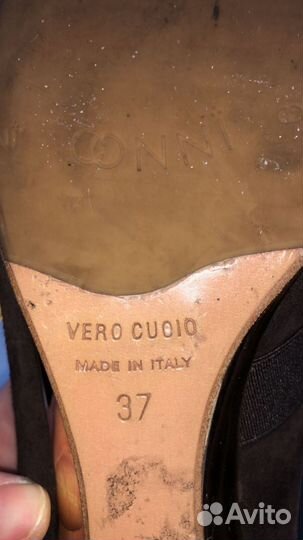 CONNI
VERO CUOIO
MADE IN ITALY
37
Avito